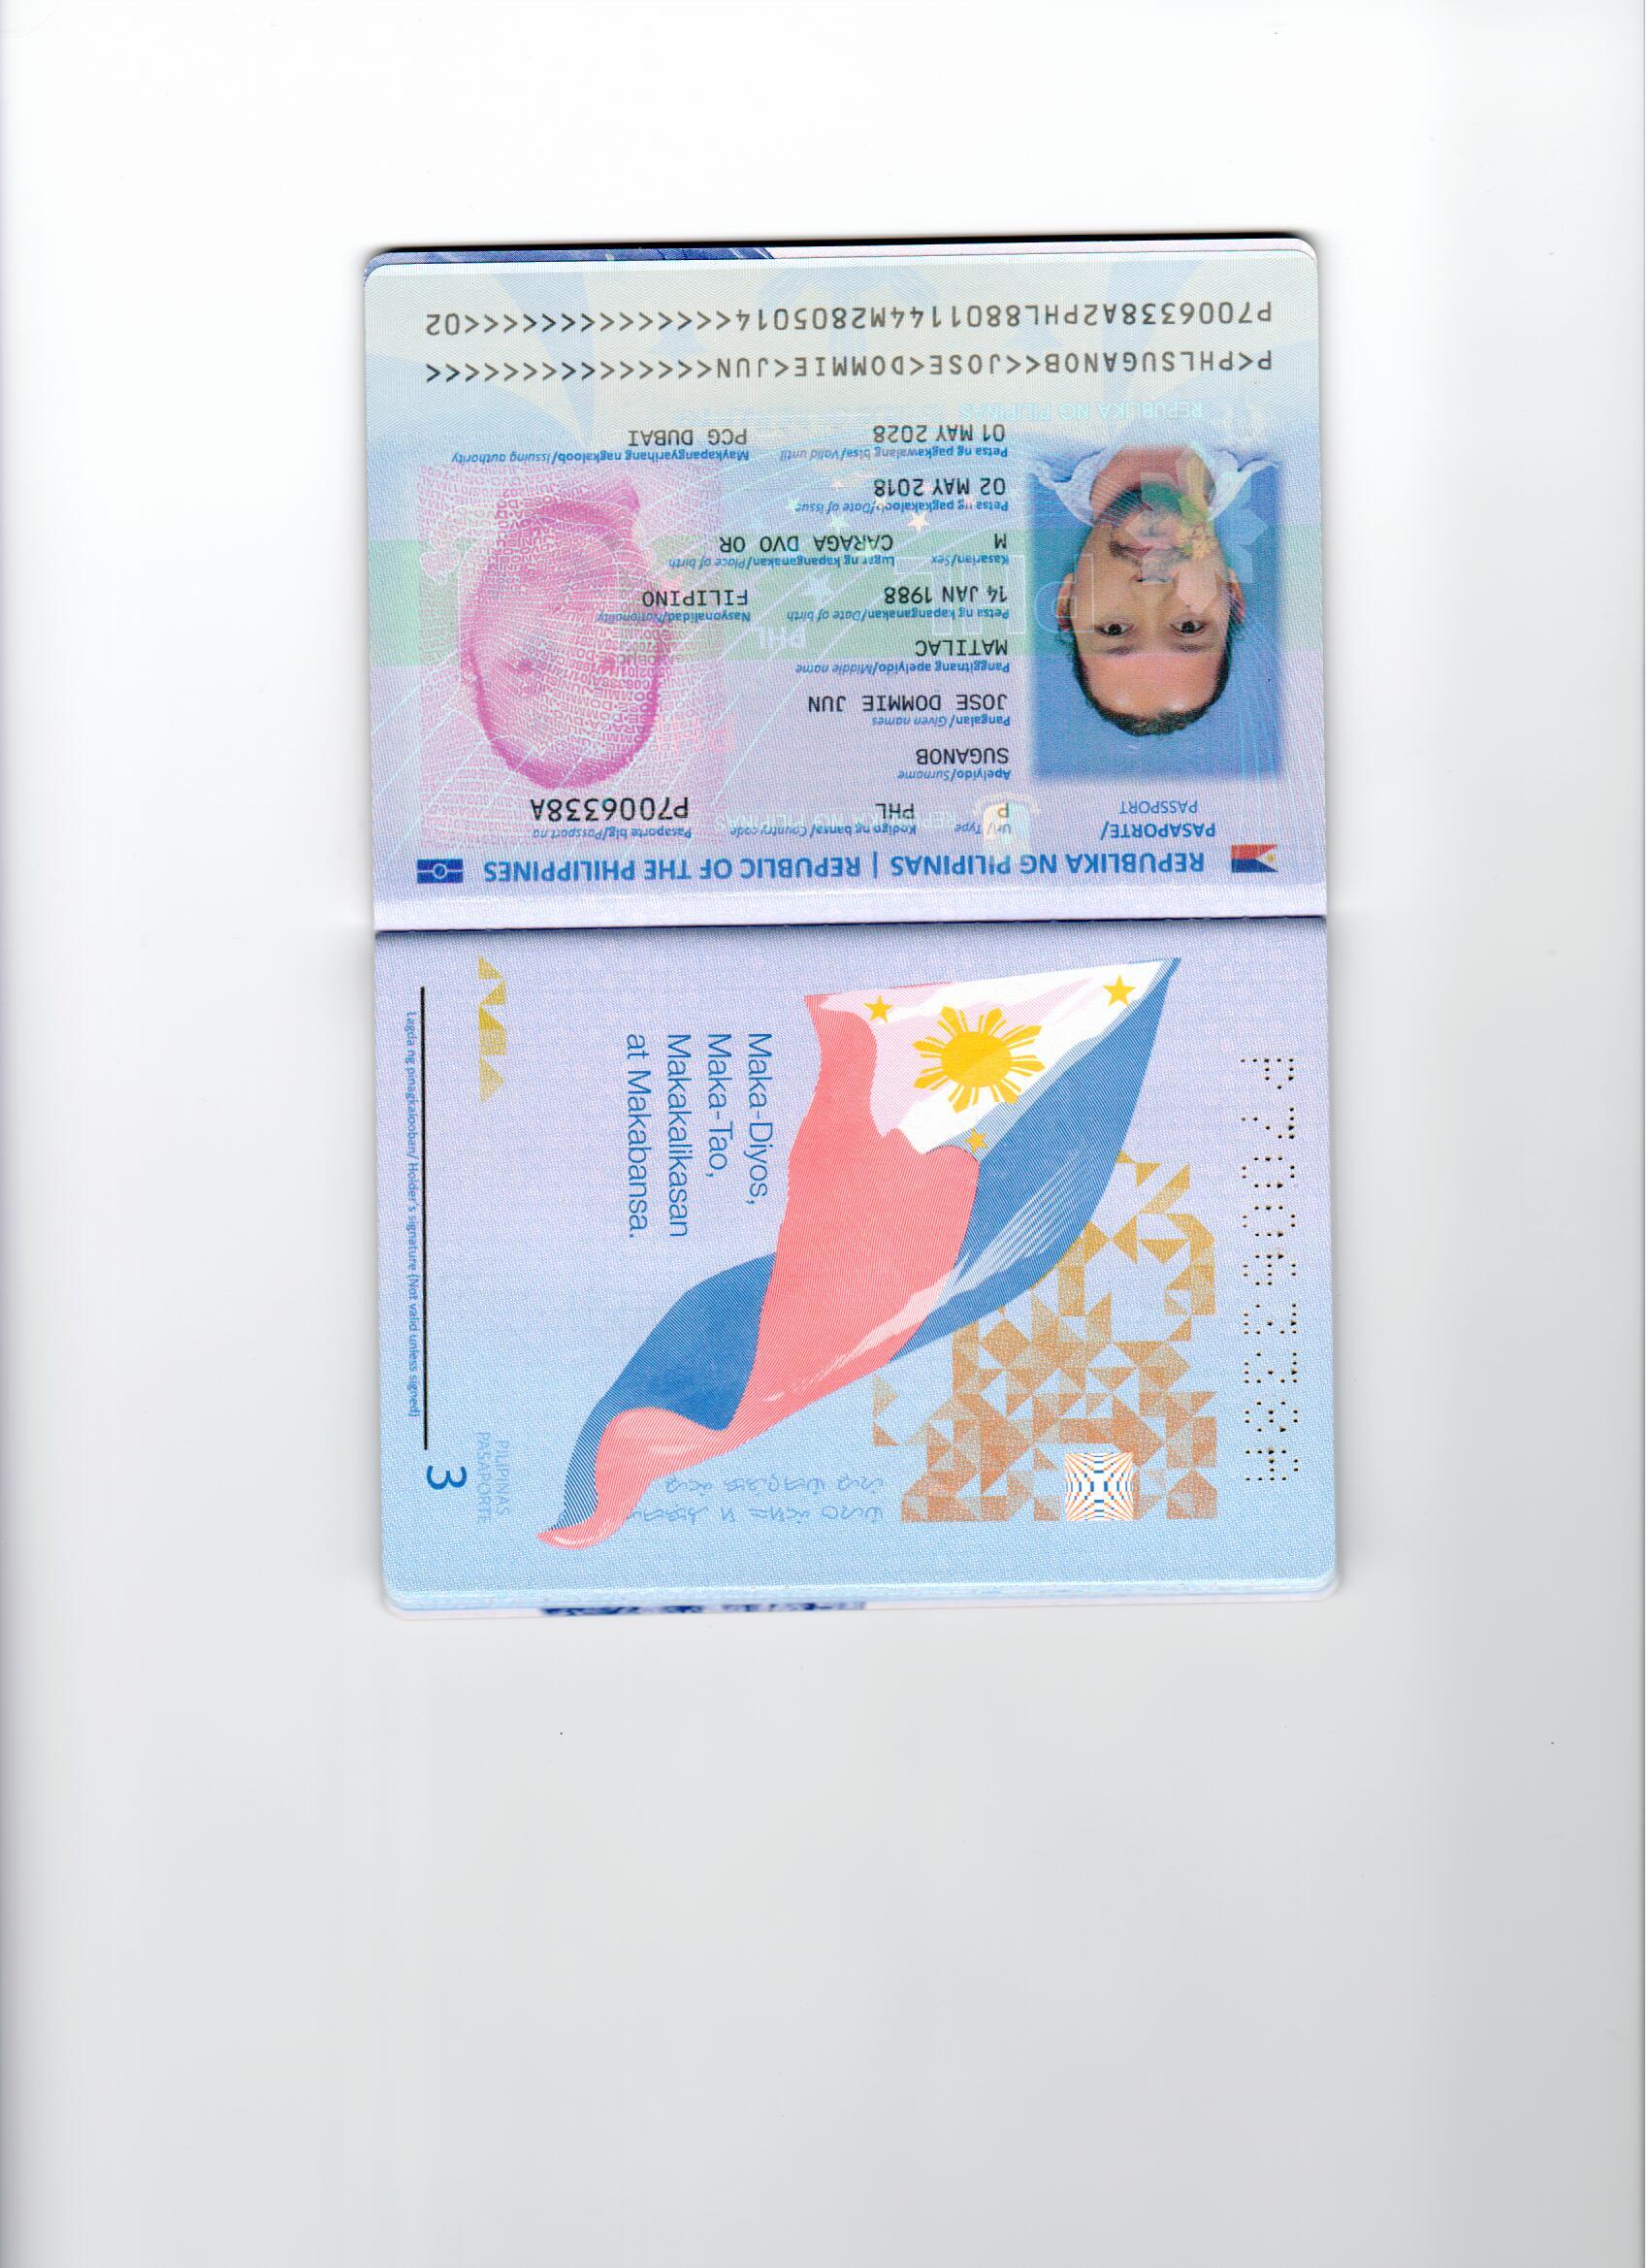 REPUBLIKA NG PILIPINAS | REPUBLIC OF THE PHILIPPINES
PASAPORTE/
PASSPORT
Uri/Type
Kodigo ng bansa/Country code
Pasaporte blg/Passport no
P
PHL
P7006338A
Apelyido/Surname
SUGANOB
Pangalan/Given names
JOSE DOMMIE JUN
Panggitnang apelyido/Middle name
MATILAC
Petsa ng kapanganakan/Date of birth
Nasyonalidad/Nationality
14 JAN 1988
FILIPINO
Kasarian/Sex
Lugar ng kapanganakan/Place of birth
M
CARAGA DVO OR
Petsa ng pagkakaloob/Date of issue
02 MAY 2018
Petsa ng pagkawalang bisa/Valid until
Maykapangyarihang nagkaloob/Issuing authority
01 MAY 2028
PCG DUBAI
REPUBLIKA NG PILIPINAS
P<PHLSUGANOB<<JOSE<DOMMIE<JUN<<<<<<<<<<<<<<<
P7006338A2PHL8801144M2805014<<<<<<<<<<<<<<02
Maka-Diyos,
Maka-Tao,
Makakalikasan
at Makabansa.
P7006338A
Lagda ng pinagkalooban/ Holder's signature (Not valid unless signed)
PILIPINAS
PASAPORTE
3